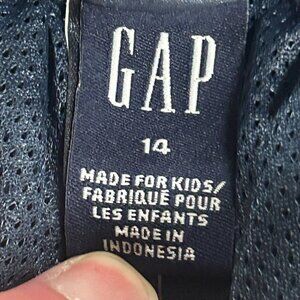 GAP
14
MADE FOR KIDS/
FABRIQUÉ POUR
LES ENFANTS
MADE IN
INDONESIA